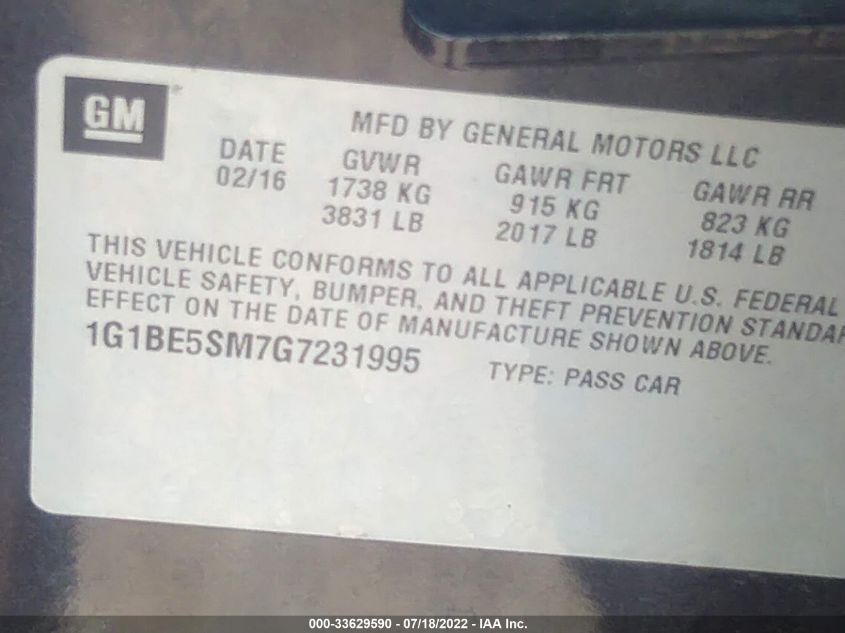 GM
MFD BY GENERAL MOTORS LLC
DATE GVWR GAWR FRT GAWR RR
02/16 1738 KG 915 KG 823 KG
3831 LB 2017 LB 1814 LB
THIS VEHICLE CONFORMS TO ALL APPLICABLE U.S. FEDERAL
VEHICLE SAFETY, BUMPER, AND THEFT PREVENTION STANDAR
EFFECT ON THE DATE OF MANUFACTURE SHOWN ABOVE.
1G1BE5SM7G7231995 TYPE: PASS CAR
000-33629590 - 07/18/2022 - IAA Inc.